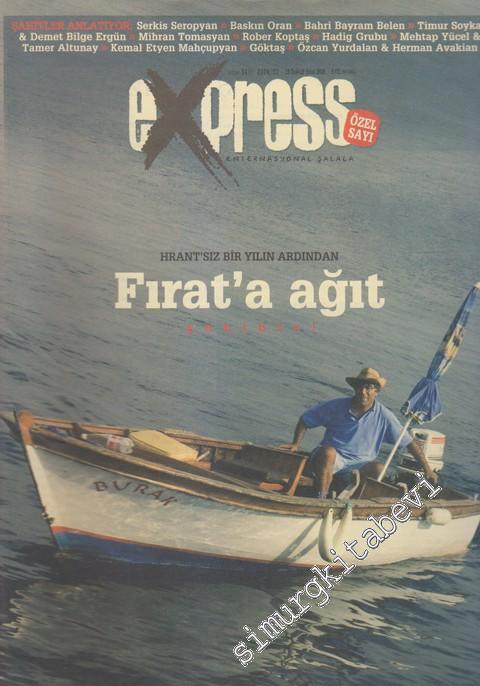 ŞAHİTLER ANLATIYOR: Serkis Seropyan » Baskın Oran » Bahri Bayram Belen » Timur Soykan
& Demet Bilge Ergün » Mihran Tomasyan » Rober Koptaş » Hadig Grubu » Mehtap Yücel &
Tamer Altunay » Kemal Etyen Mahçupyan » Göktaş » Özcan Yurdalan & Herman Avakian
express
ÖZEL
SAYI
ENTERNASYONAL ŞALALA
HRANT'SIZ BİR YILIN ARDINDAN
Fırat'a ağıt
BURAK
simurgkitabevi